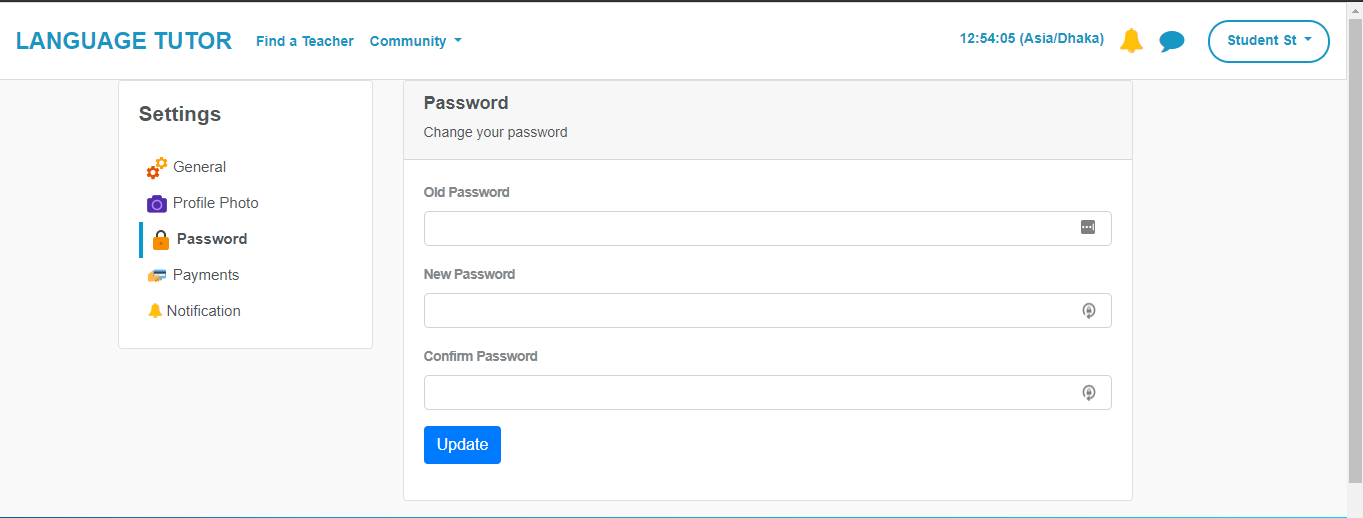 LANGUAGE TUTOR Find a Teacher Community 12:54:05 (Asia/Dhaka) Student St
Settings
General
Profile Photo
Password
Payments
Notification
Password
Change your password
Old Password
New Password
Confirm Password
Update